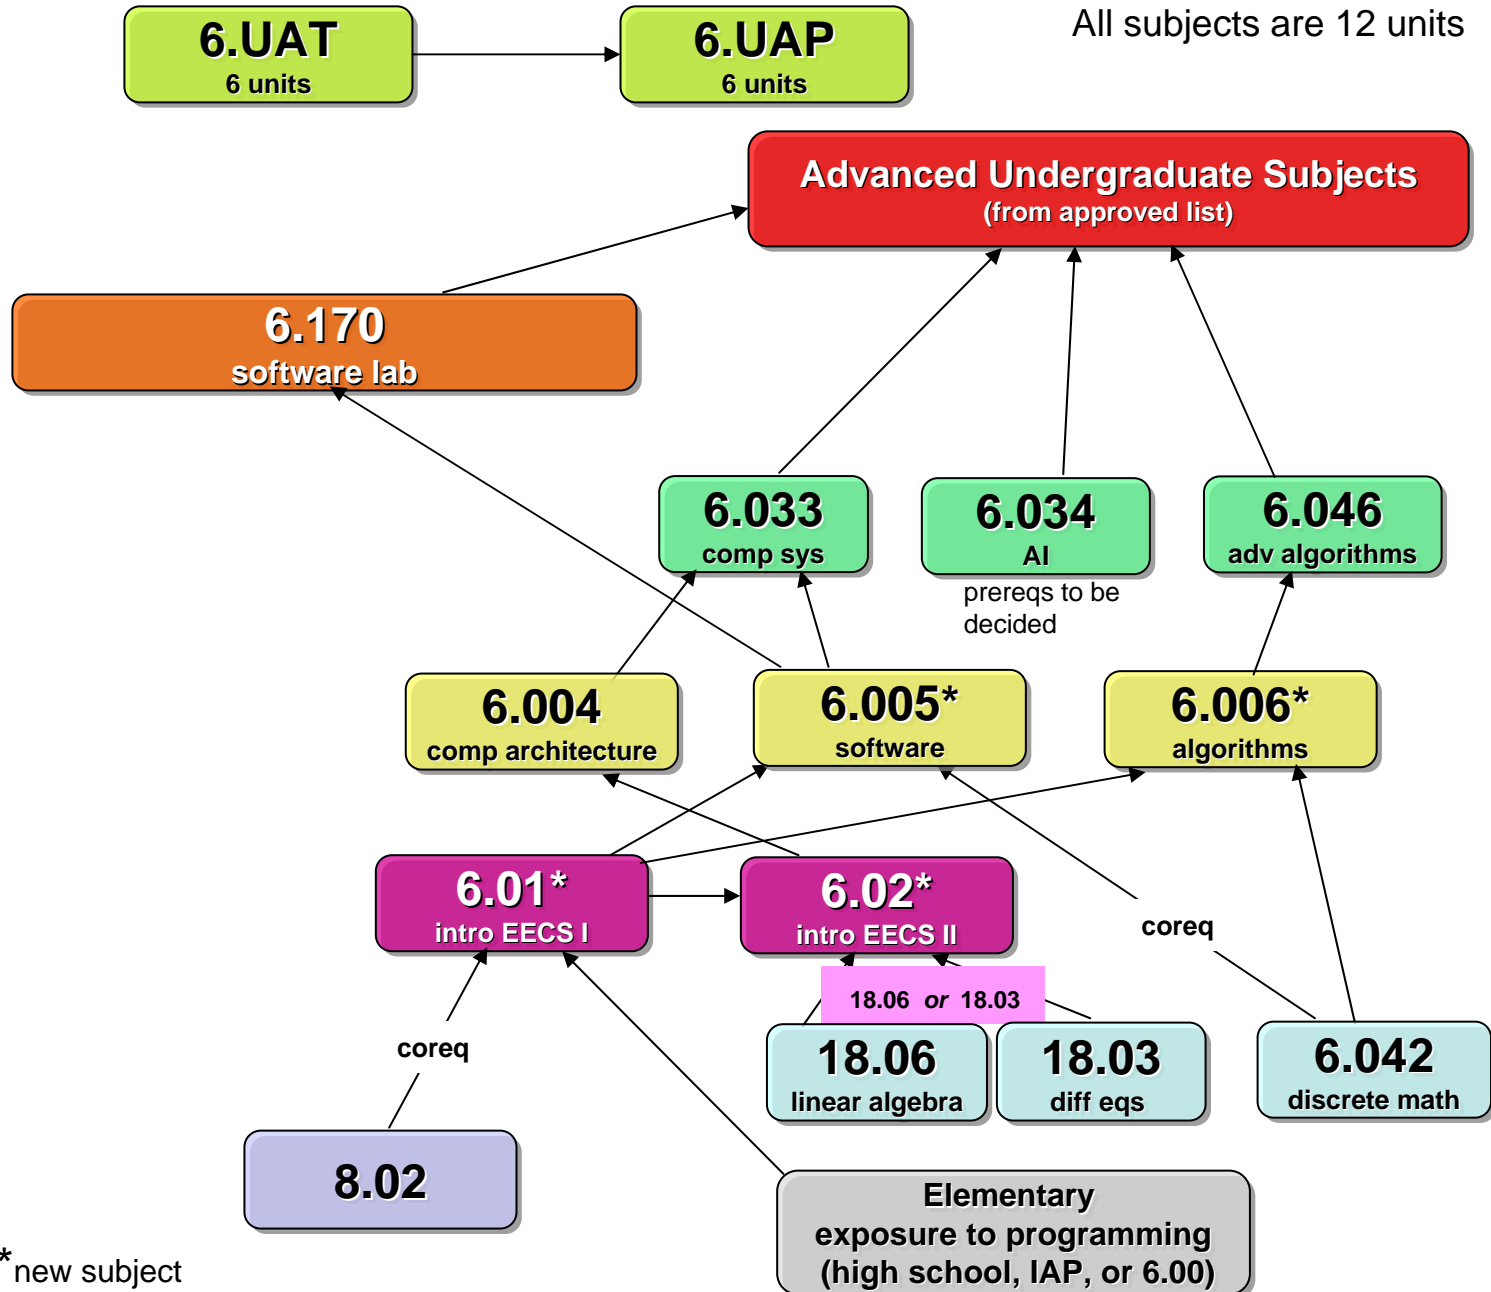 All subjects are 12 units
6.UAT
6 units
6.UAP
6 units
Advanced Undergraduate Subjects
(from approved list)
6.170
software lab
6.033
comp sys
6.034
AI
prereqs to be
decided
6.046
adv algorithms
6.004
comp architecture
6.005*
software
6.006*
algorithms
6.01*
intro EECS I
6.02*
intro EECS II
coreq
18.06 or 18.03
coreq
18.06
linear algebra
18.03
diff eqs
6.042
discrete math
8.02
Elementary
exposure to programming
(high school, IAP, or 6.00)
*new subject